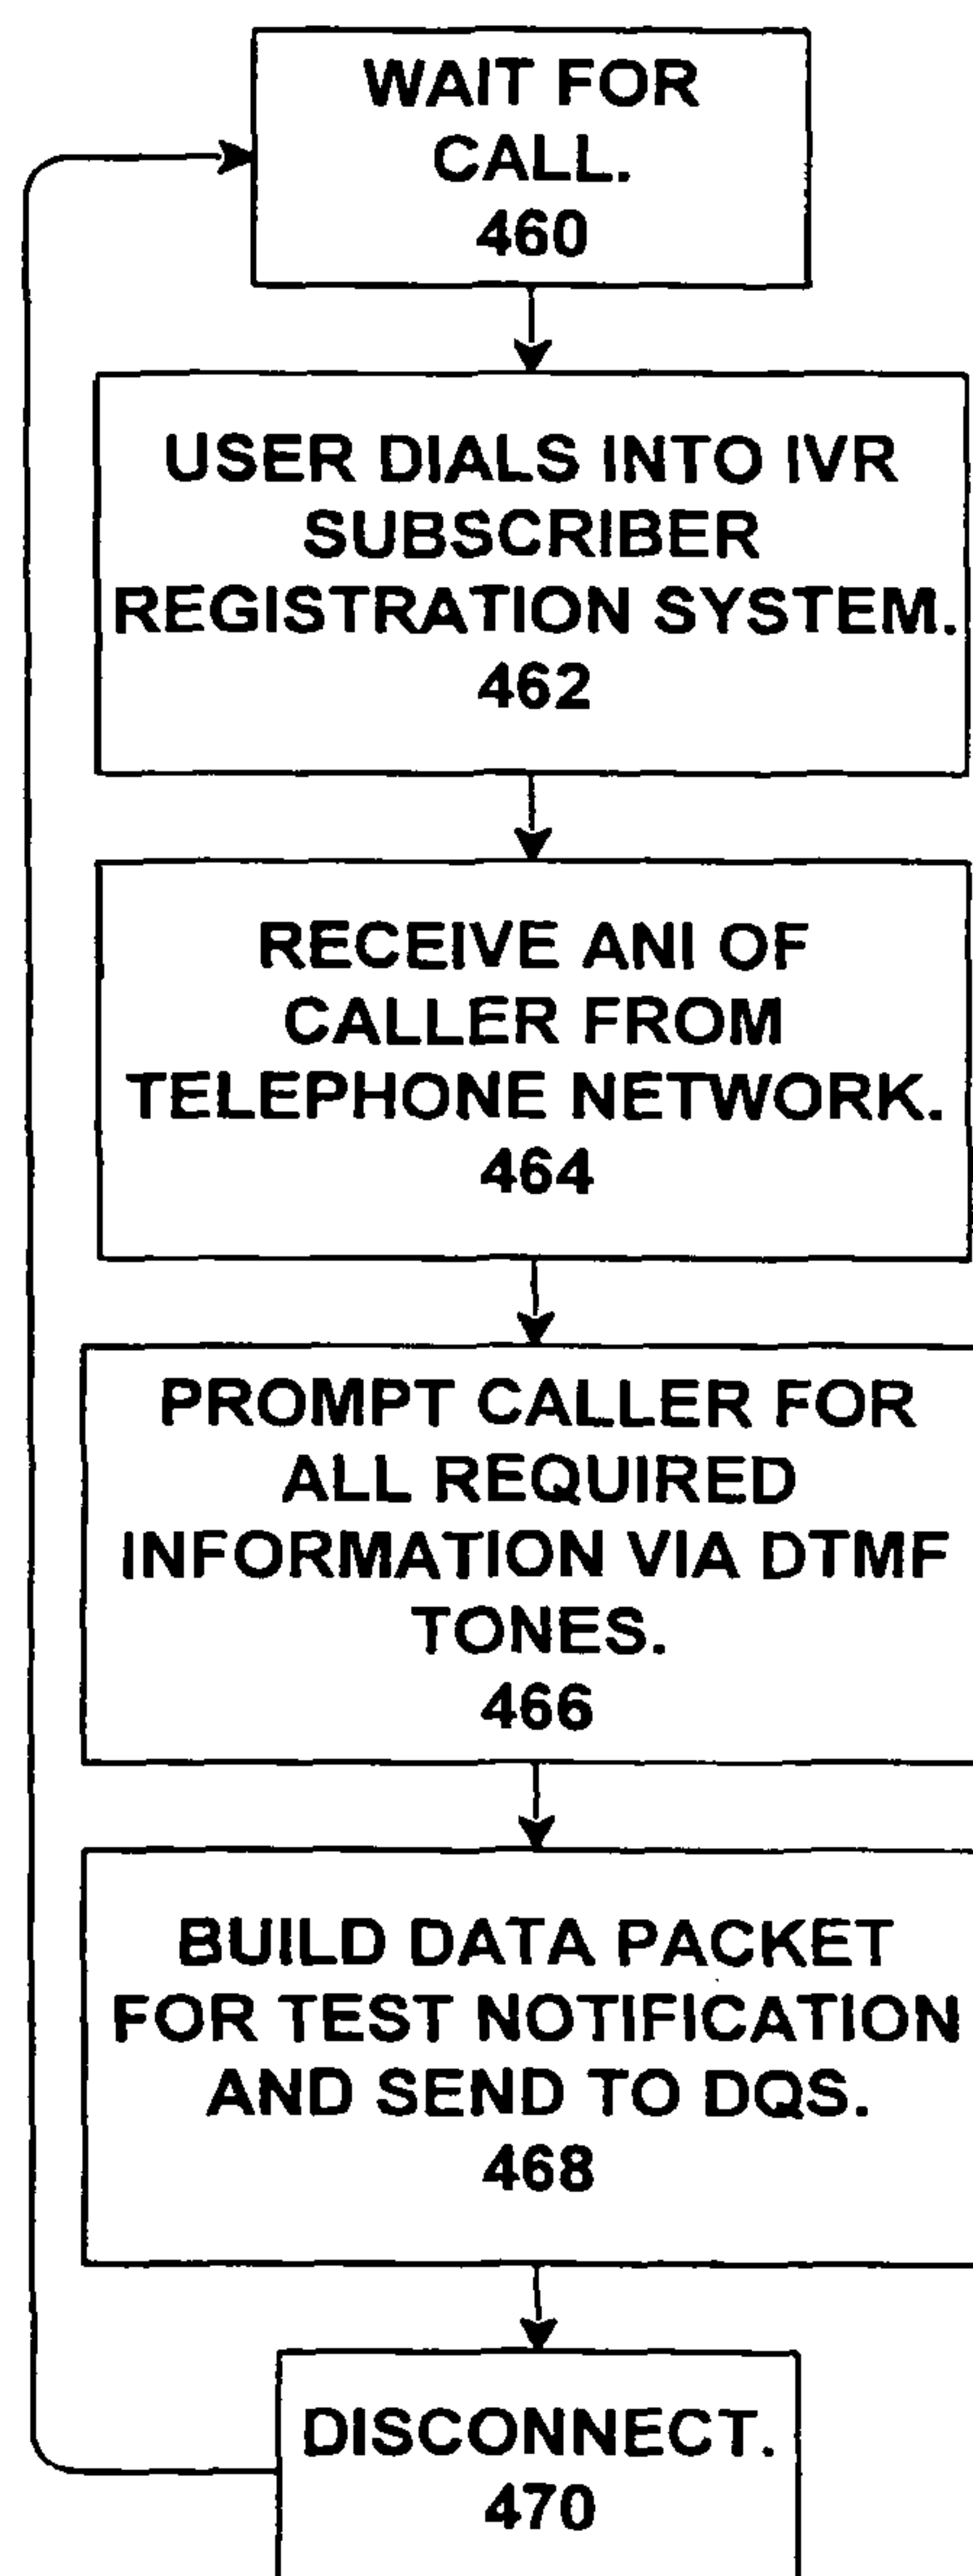 WAIT FOR
CALL.
460
USER DIALS INTO IVR
SUBSCRIBER
REGISTRATION SYSTEM.
462
RECEIVE ANI OF
CALLER FROM
TELEPHONE NETWORK.
464
PROMPT CALLER FOR
ALL REQUIRED
INFORMATION VIA DTMF
TONES.
466
BUILD DATA PACKET
FOR TEST NOTIFICATION
AND SEND TO DQS.
468
DISCONNECT.
470